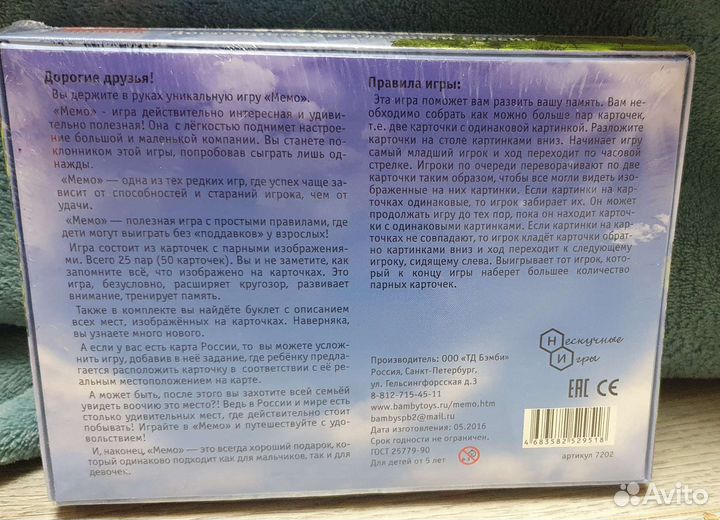 Дорогие друзья!
Вы держите в руках уникальную игру «Мемо».
«Мемо» - игра действительно интересная и удиви-
тельно полезная! Она с лёгкостью поднимет настрое-
ние большой и маленькой компании. Вы станете по-
клонником этой игры, попробовав сыграть лишь од-
нажды.
«Мемо» — одна из тех редких игр, где успех чаще за-
висит от способностей и стараний игрока, чем от
удачи.
«Мемо» — полезная игра с простыми правилами, где
дети могут выиграть без «поддавков» у взрослых!
Игра состоит из карточек с парными изображения-
ми. Всего 25 пар (50 карточек). Вы и не заметите, как
запомните всё, что изображено на карточках. Это
игра, безусловно, расширяет кругозор, развивает
внимание, тренирует память.
Также в комплекте вы найдёте буклет с описанием
всех мест, изображённых на карточках. Наверняка,
вы узнаете много нового.
А если у вас есть карта России, то вы можете услож-
нить игру, добавив в неё задание, где ребёнку предла-
гается расположить карточку в соответствии с её ре-
альным местоположением на карте.
А может быть, после этого вы захотите всей семьёй
увидеть воочию это место?! Ведь в России и мире есть
столько удивительных мест, где действительно стоит
побывать! Играйте в «Мемо» и путешествуйте с удо-
вольствием!
И, наконец, «Мемо» — это всегда хороший подарок,
который одинаково подходит как для мальчиков, так и для
девочек.
Правила игры:
Эта игра поможет вам развить вашу память. Вам не-
обходимо собрать как можно больше пар карточек,
т.е. две карточки с одинаковой картинкой. Разложите
карточки на столе картинками вниз. Начинает игру
самый младший игрок и ход переходит по часовой
стрелке. Игроки по очереди переворачивают по две
карточки таким образом, чтобы все могли видеть изо-
браженные на них картинки. Если картинки на кар-
точках одинаковые, то игрок забирает их. Он может
продолжать игру до тех пор, пока он находит карточ-
ки с одинаковыми картинками. Если картинки на кар-
точках не совпадают, то игрок кладёт карточки обрат-
но картинками вниз и ход переходит к следующему
игроку, сидящему слева. Выигрывает тот игрок, кото-
рый к концу игры наберет большее количество
парных карточек.
Нескучные
Игры
Н
И
Производитель: ООО «ТД Бэмби»
Россия, Санкт-Петербург,
ул. Гельсингфорсская д.3
8-812-715-45-11
www.bambytoys.ru/memo.htm
bambyspb2@mail.ru
Дата изготовления: 05.2016
Срок годности не ограничен.
ГОСТ 25779-90
Для детей от 5 лет
0-3
EAC CE
4 683582 529518
артикул 7202
Avito